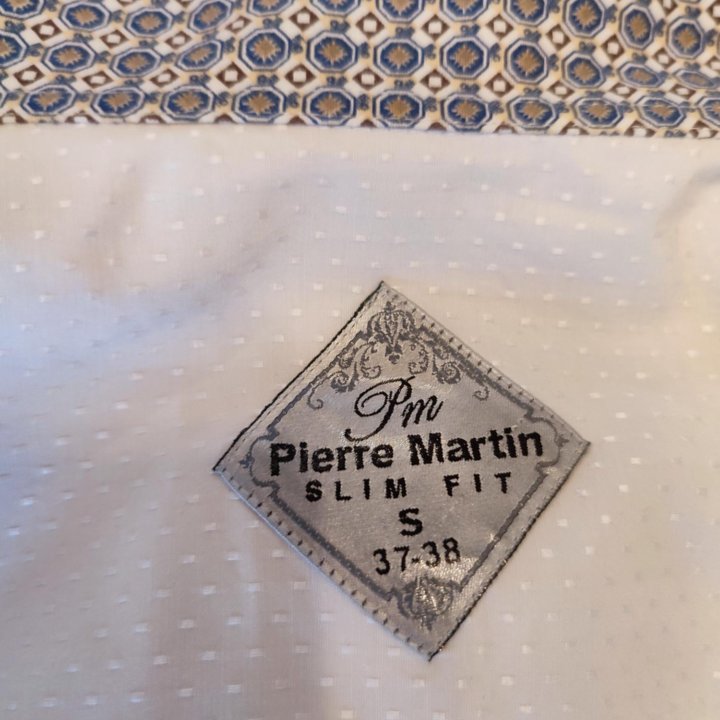 Pm
Pierre Martin
SLIM FIT
S
37-38